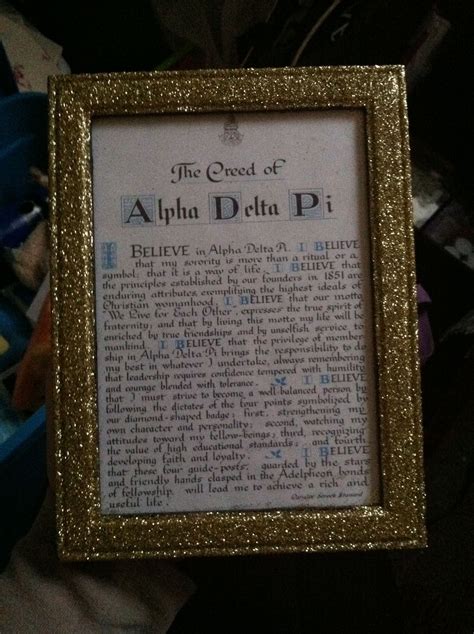 The Creed of
Alpha Delta Pi
I BELIEVE in Alpha Delta Pi. I BELIEVE
that my sorority is more than a ritual or a
symbol; that it is a way of life. I BELIEVE that
the principles established by our founders in 1851 are
enduring attributes, exemplifying the highest ideals of
Christian womanhood. I BELIEVE that our motto
"We Live for Each Other", expresses the true spirit of
fraternity; and that by living this motto my life will be
enriched by true friendships and by unselfish service to
mankind. I BELIEVE that the privilege of member
ship in Alpha Delta Pi brings the responsibility to do
my best in whatever I undertake, always remembering
that leadership requires confidence tempered with humility
and courage blended with tolerance. I BELIEVE
that I must strive to become a well-balanced person by
following the dictates of the four points symbolized by
our diamond-shaped badge: first, strengthening my
own character and personality; second, watching my
attitudes toward my fellow-beings; third, recognizing
the value of high educational standards; and fourth,
developing faith and loyalty. I BELIEVE
that these four guide-posts, guarded by the stars
and friendly hands clasped in the Adelphean bonds
of fellowship, will lead me to achieve a rich and
useful life.